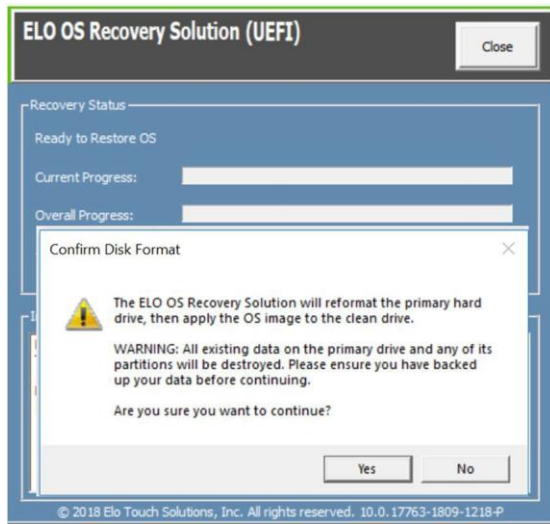 ELO OS Recovery Solution (UEFI)
Close
Recovery Status
Ready to Restore OS
Current Progress:
Overall Progress:
Confirm Disk Format
The ELO OS Recovery Solution will reformat the primary hard
drive, then apply the OS image to the clean drive.
WARNING: All existing data on the primary drive and any of its
partitions will be destroyed. Please ensure you have backed
up your data before continuing.
Are you sure you want to continue?
Yes
No
© 2018 Elo Touch Solutions, Inc. All rights reserved. 10.0.17763-1809-1218-P